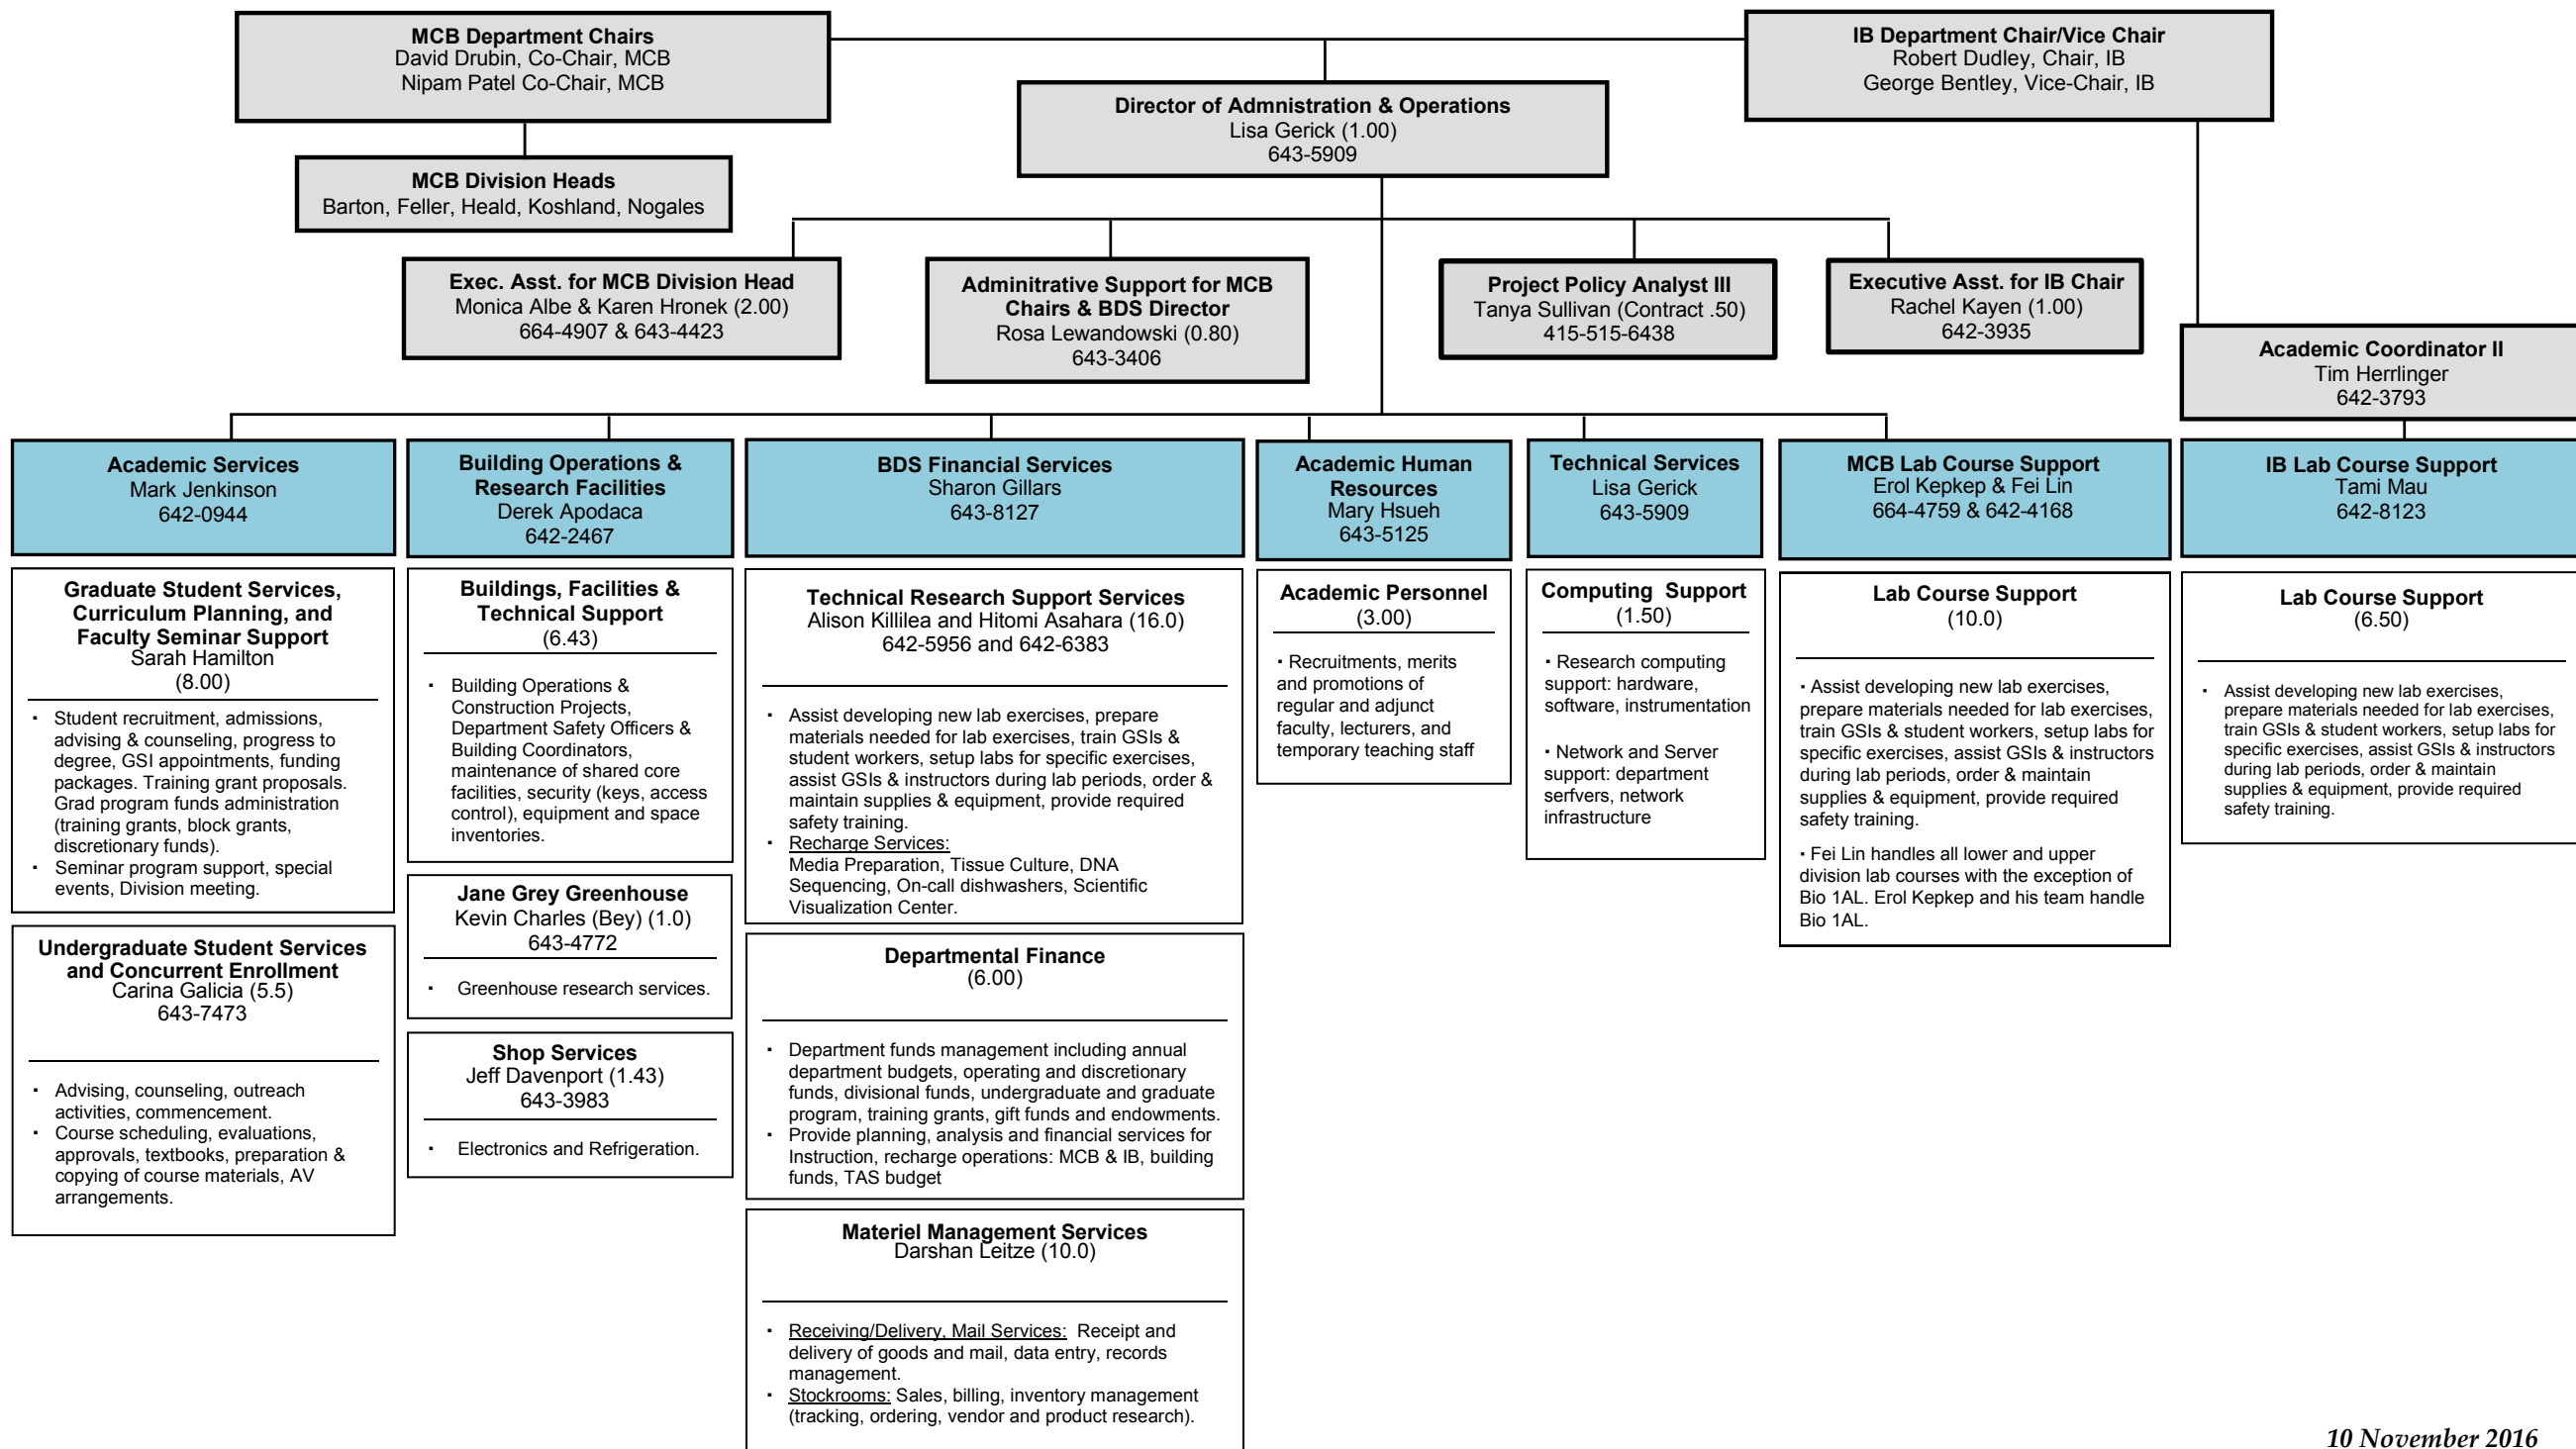 MCB Department Chairs
David Drubin, Co-Chair, MCB
Nipam Patel Co-Chair, MCB
IB Department Chair/Vice Chair
Robert Dudley, Chair, IB
George Bentley, Vice-Chair, IB
Director of Admnistration & Operations
Lisa Gerick (1.00)
643-5909
MCB Division Heads
Barton, Feller, Heald, Koshland, Nogales
Exec. Asst. for MCB Division Head
Monica Albe & Karen Hronek (2.00)
664-4907 & 643-4423
Adminitrative Support for MCB
Chairs & BDS Director
Rosa Lewandowski (0.80)
643-3406
Project Policy Analyst III
Tanya Sullivan (Contract .50)
415-515-6438
Executive Asst. for IB Chair
Rachel Kayen (1.00)
642-3935
Academic Coordinator II
Tim Herrlinger
642-3793
Academic Services
Mark Jenkinson
642-0944
Building Operations &
Research Facilities
Derek Apodaca
642-2467
BDS Financial Services
Sharon Gillars
643-8127
Academic Human
Resources
Mary Hsueh
643-5125
Technical Services
Lisa Gerick
643-5909
MCB Lab Course Support
Erol Kepkep & Fei Lin
664-4759 & 642-4168
IB Lab Course Support
Tami Mau
642-8123
Graduate Student Services,
Curriculum Planning, and
Faculty Seminar Support
Sarah Hamilton
(8.00)
▪ Student recruitment, admissions,
advising & counseling, progress to
degree, GSI appointments, funding
packages. Training grant proposals.
Grad program funds administration
(training grants, block grants,
discretionary funds).
▪ Seminar program support, special
events, Division meeting.
Undergraduate Student Services
and Concurrent Enrollment
Carina Galicia (5.5)
643-7473
▪ Advising, counseling, outreach
activities, commencement.
▪ Course scheduling, evaluations,
approvals, textbooks, preparation &
copying of course materials, AV
arrangements.
Buildings, Facilities &
Technical Support
(6.43)
▪ Building Operations &
Construction Projects,
Department Safety Officers &
Building Coordinators,
maintenance of shared core
facilities, security (keys, access
control), equipment and space
inventories.
Jane Grey Greenhouse
Kevin Charles (Bey) (1.0)
643-4772
▪ Greenhouse research services.
Shop Services
Jeff Davenport (1.43)
643-3983
▪ Electronics and Refrigeration.
Technical Research Support Services
Alison Killilea and Hitomi Asahara (16.0)
642-5956 and 642-6383
▪ Assist developing new lab exercises, prepare
materials needed for lab exercises, train GSIs &
student workers, setup labs for specific exercises,
assist GSIs & instructors during lab periods, order &
maintain supplies & equipment, provide required
safety training.
▪ Recharge Services:
Media Preparation, Tissue Culture, DNA
Sequencing, On-call dishwashers, Scientific
Visualization Center.
Departmental Finance
(6.00)
▪ Department funds management including annual
department budgets, operating and discretionary
funds, divisional funds, undergraduate and graduate
program, training grants, gift funds and endowments.
▪ Provide planning, analysis and financial services for
Instruction, recharge operations: MCB & IB, building
funds, TAS budget
Materiel Management Services
Darshan Leitze (10.0)
▪ Receiving/Delivery, Mail Services: Receipt and
delivery of goods and mail, data entry, records
management.
▪ Stockrooms: Sales, billing, inventory management
(tracking, ordering, vendor and product research).
Academic Personnel
(3.00)
▪ Recruitments, merits
and promotions of
regular and adjunct
faculty, lecturers, and
temporary teaching staff
Computing Support
(1.50)
▪ Research computing
support: hardware,
software, instrumentation
▪ Network and Server
support: department
serfvers, network
infrastructure
Lab Course Support
(10.0)
▪ Assist developing new lab exercises,
prepare materials needed for lab exercises,
train GSIs & student workers, setup labs for
specific exercises, assist GSIs & instructors
during lab periods, order & maintain
supplies & equipment, provide required
safety training.
▪ Fei Lin handles all lower and upper
division lab courses with the exception of
Bio 1AL. Erol Kepkep and his team handle
Bio 1AL.
Lab Course Support
(6.50)
▪ Assist developing new lab exercises,
prepare materials needed for lab exercises,
train GSIs & student workers, setup labs for
specific exercises, assist GSIs & instructors
during lab periods, order & maintain
supplies & equipment, provide required
safety training.
10 November 2016